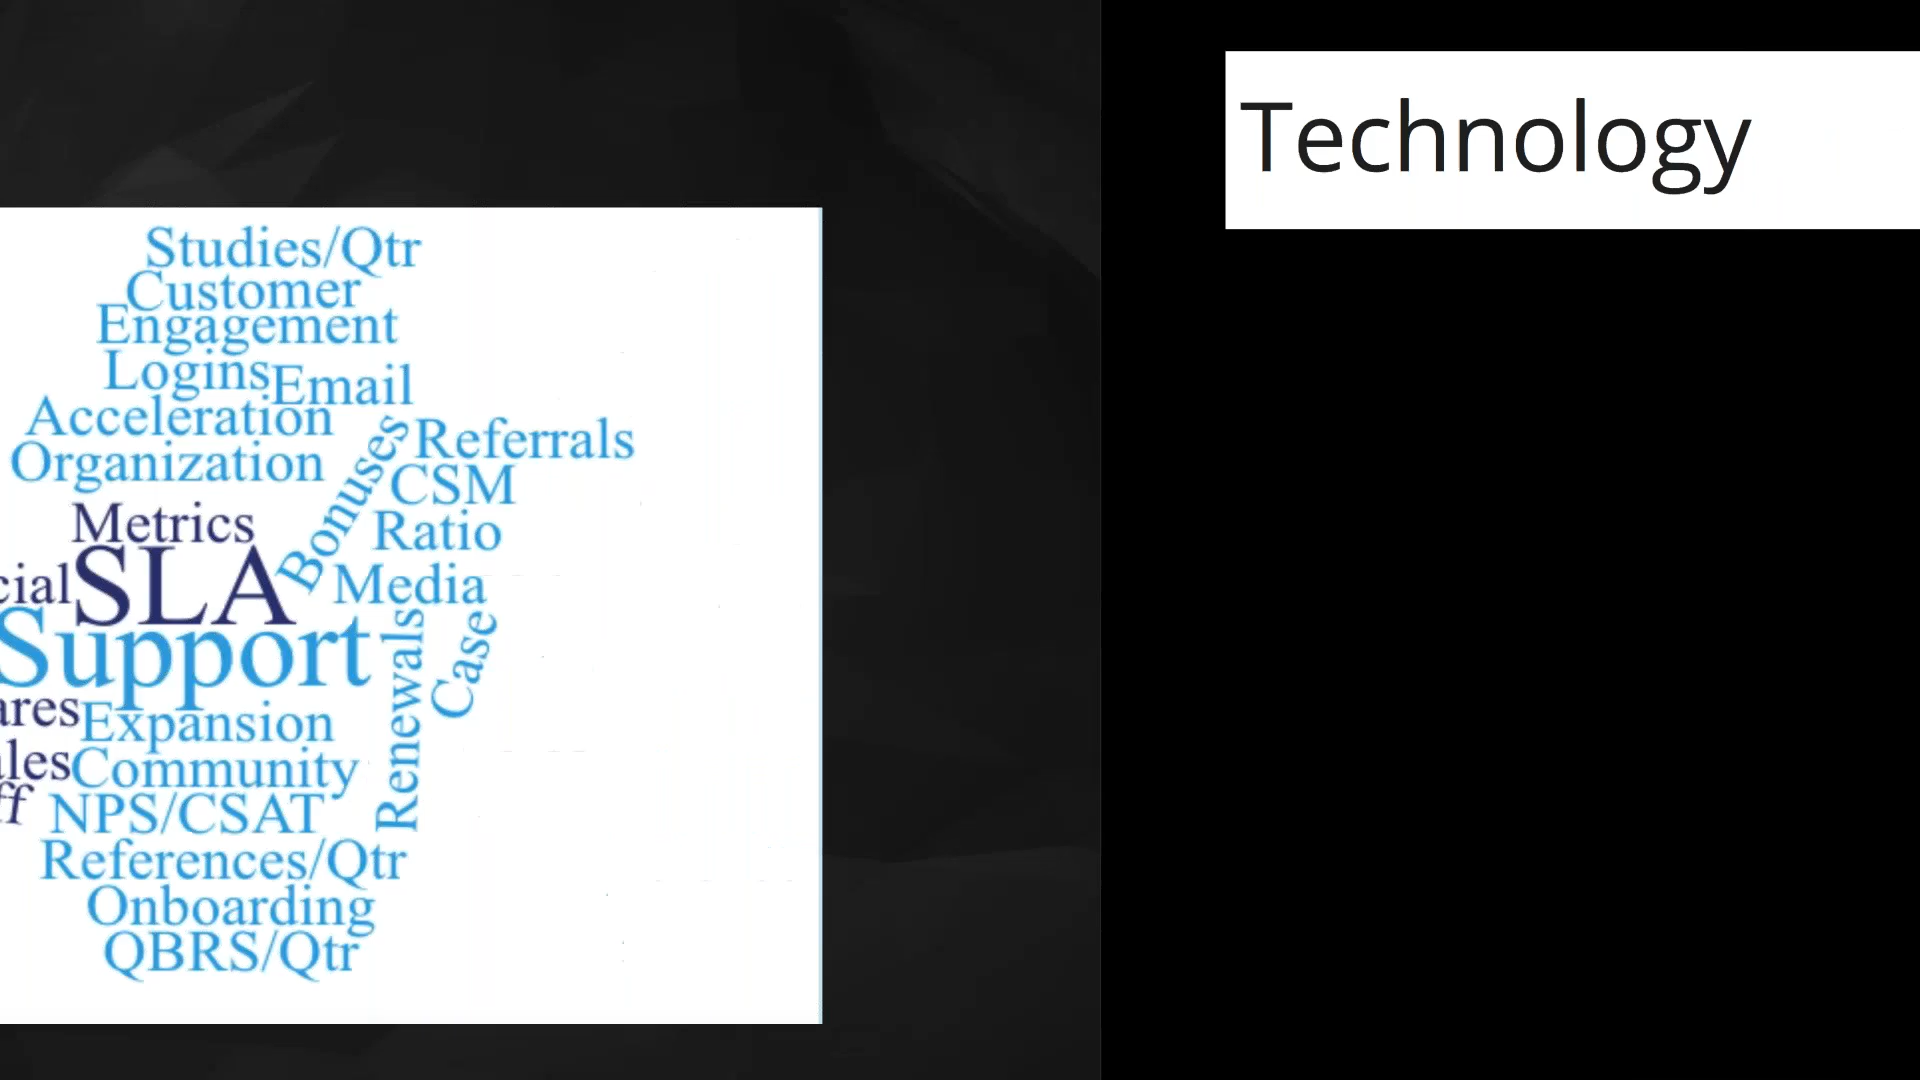 Technology
Studies/Qtr
Customer
Engagement
Logins
Email
Acceleration
Bonuses
Referrals
Organization
CSM
Metrics
Ratio
SLA
Media
Support
Renewals
Case
Expansion
Community
NPS/CSAT
References/Qtr
Onboarding
QBRS/Qtr